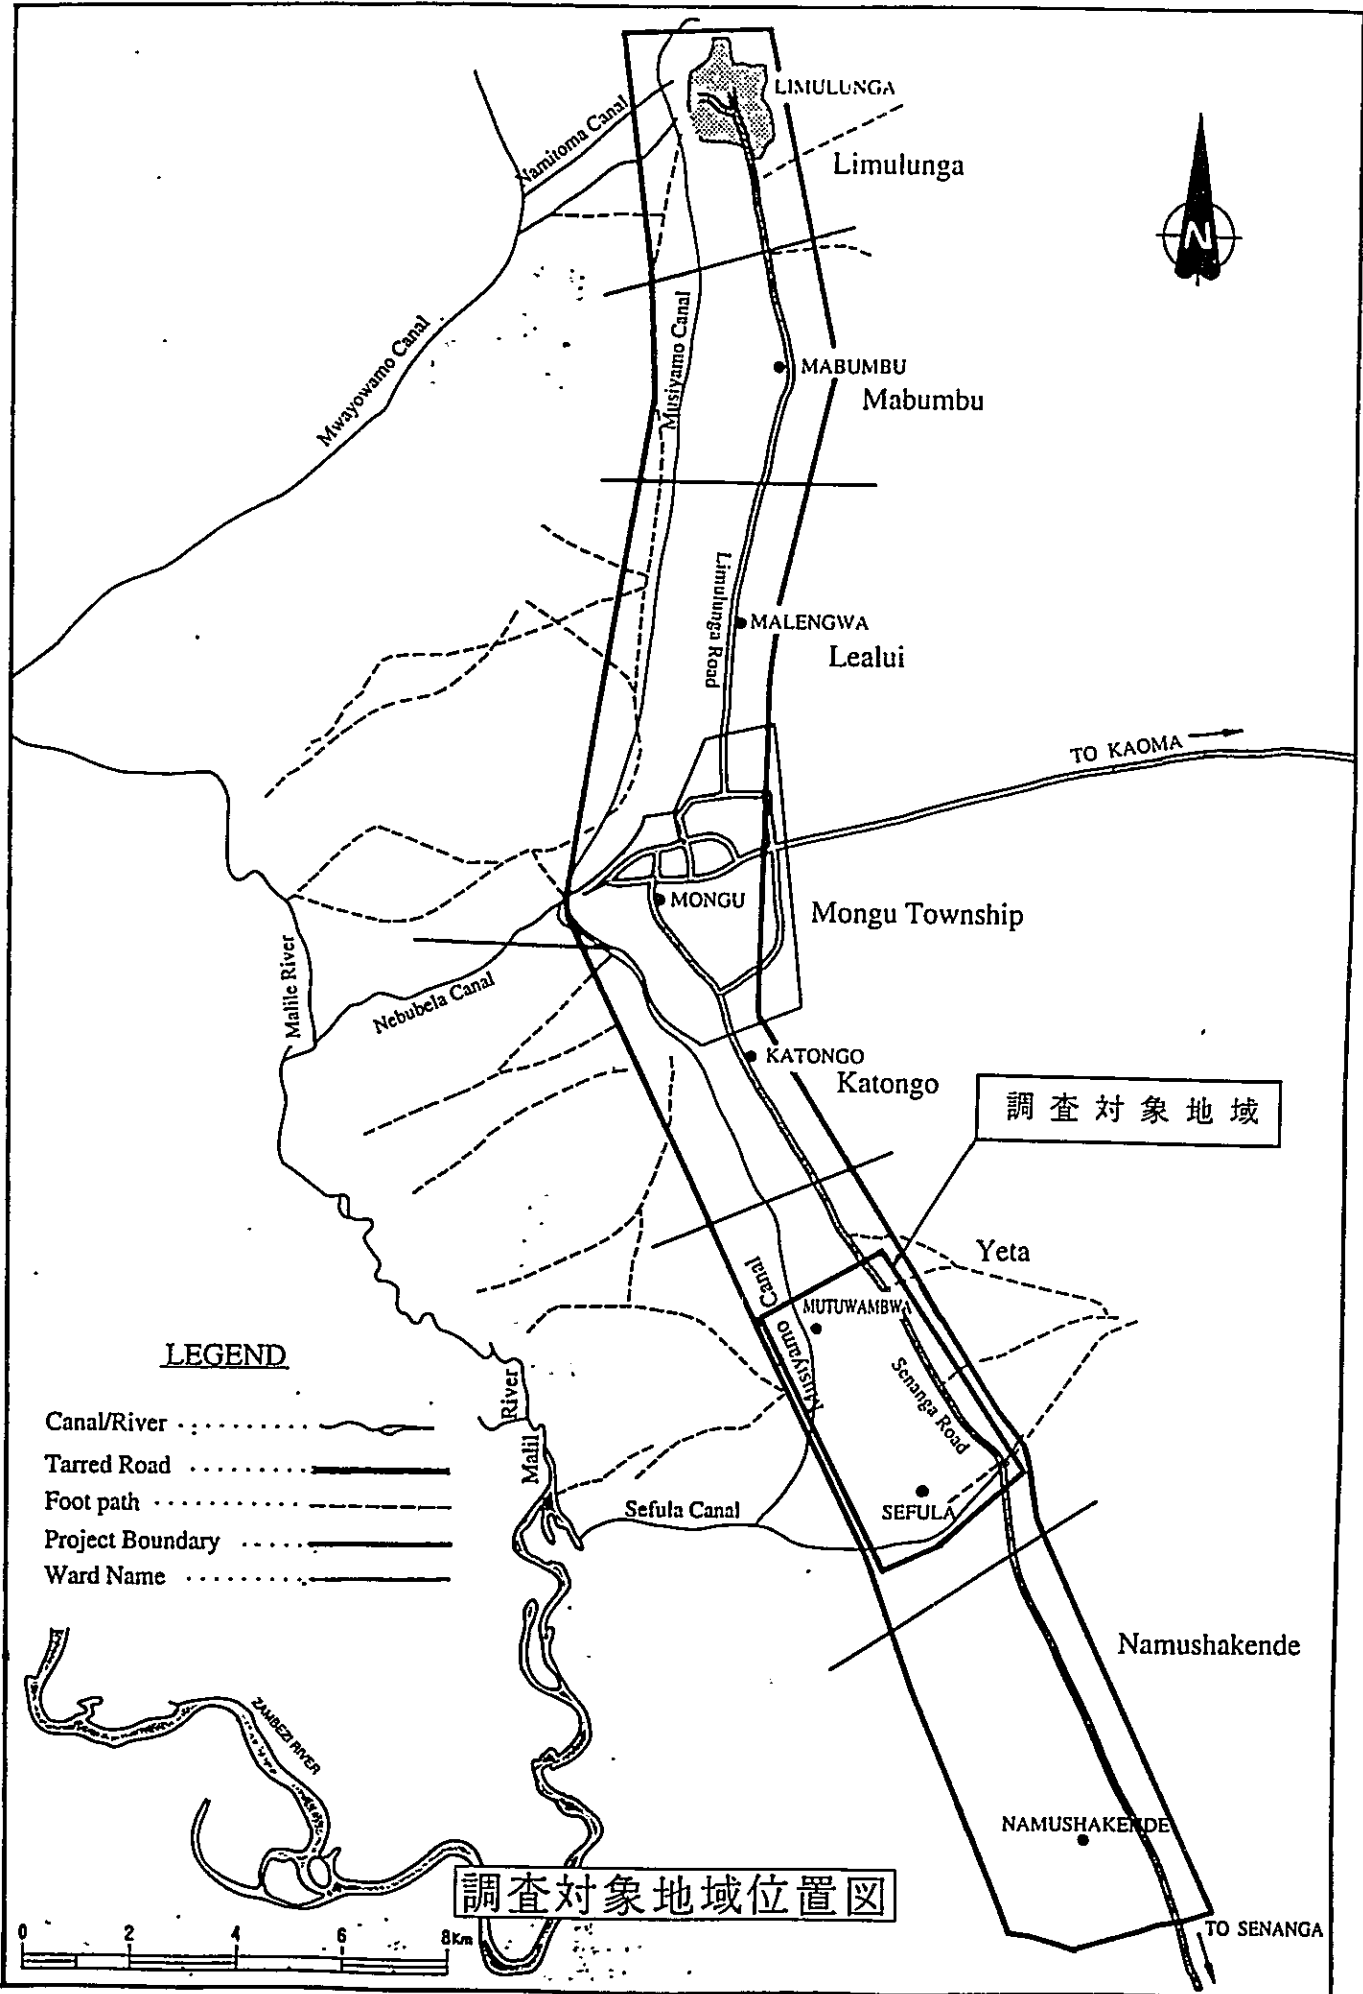 LIMULUNGA
Limulunga
Namitoma Canal
N
Mwayowamo Canal
Musiyamo Canal
MABUMBU
Mabumbu
Limulunga Road
MALENGWA
Lealui
TO KAOMA
MONGU
Mongu Township
Malile River
Nebubela Canal
KATONGO
Katongo
調査対象地域
Yeta
Musiyamo Canal
MUTUWAMBWA
Senanga Road
LEGEND
Canal/River
Tarred Road
Foot path
Project Boundary
Ward Name
Malil River
Sefula Canal
SEFULA
Namushakende
ZAMBEZI RIVER
NAMUSHAKENDE
調査対象地域位置図
TO SENANGA
0 2 4 6 8Km